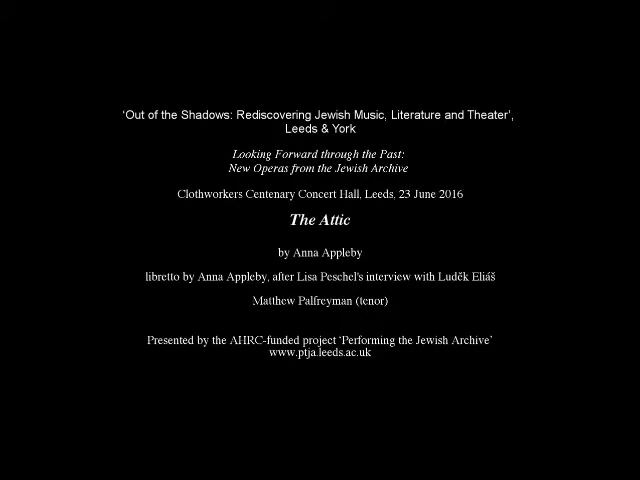 ‘Out of the Shadows: Rediscovering Jewish Music, Literature and Theater’,
Leeds & York
Looking Forward through the Past:
New Operas from the Jewish Archive
Clothworkers Centenary Concert Hall, Leeds, 23 June 2016
The Attic
by Anna Appleby
libretto by Anna Appleby, after Lisa Peschel's interview with Luděk Eliáš
Matthew Palfreyman (tenor)
Presented by the AHRC-funded project ‘Performing the Jewish Archive’
www.ptja.leeds.ac.uk